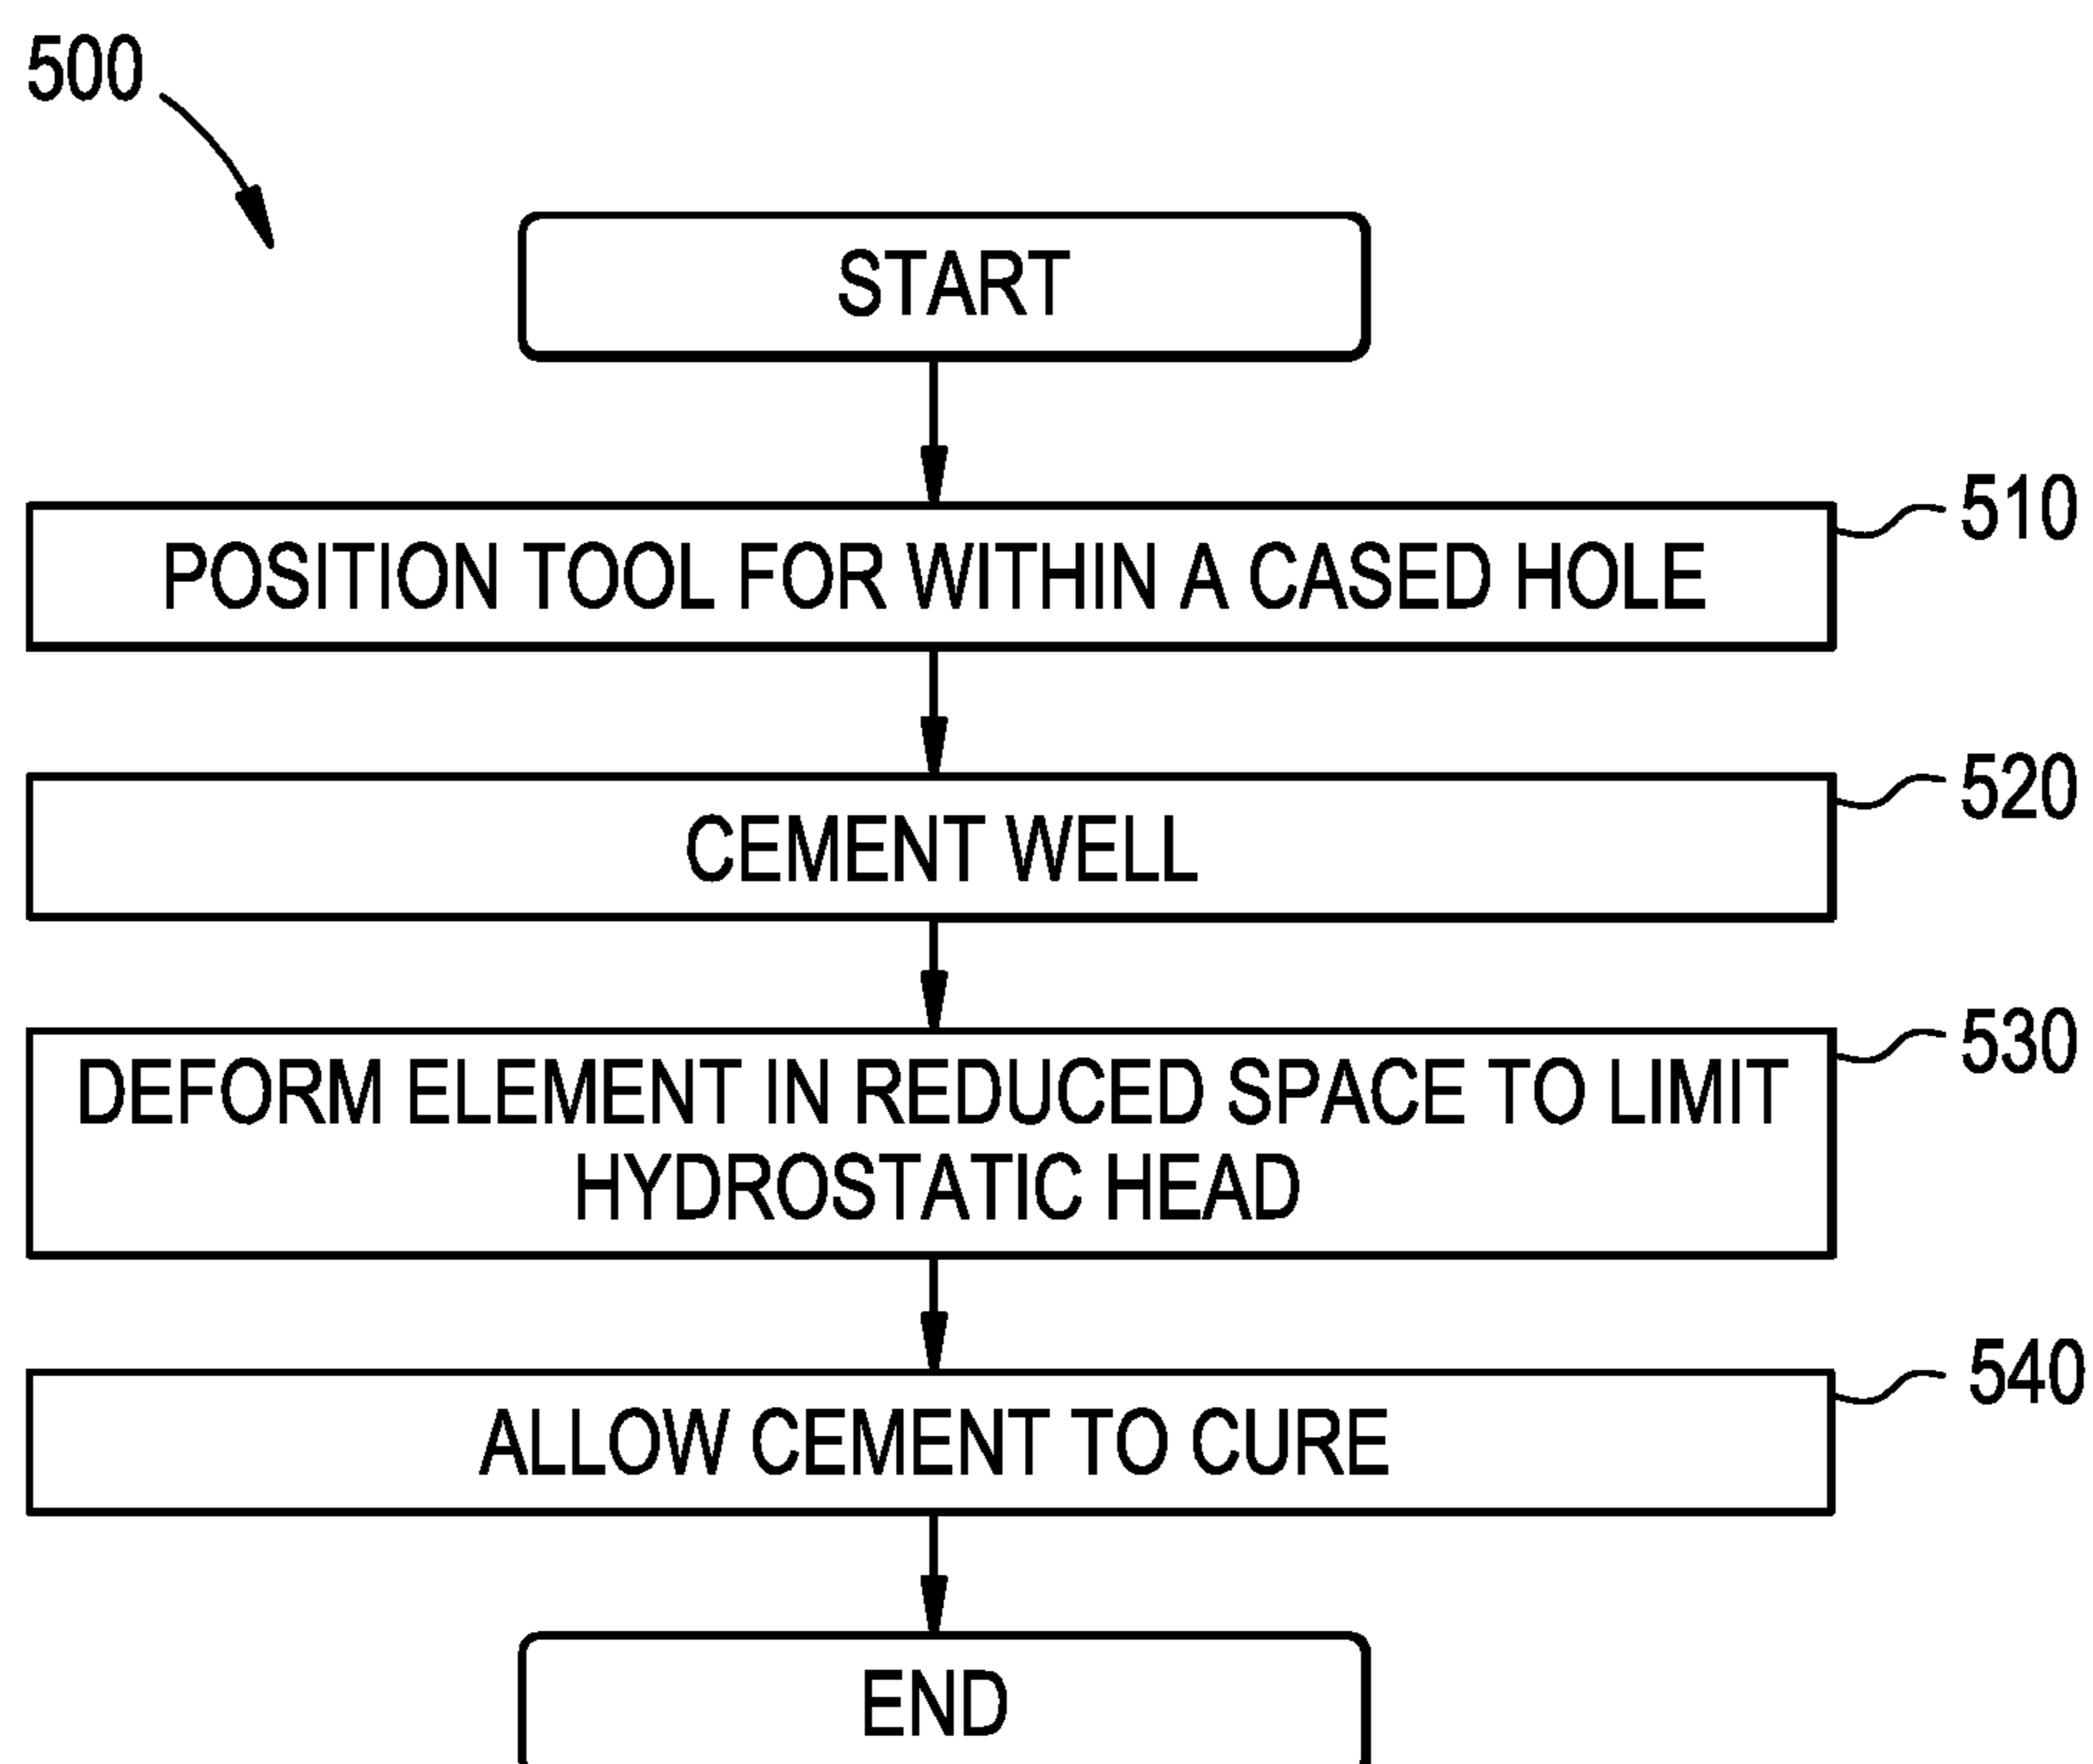 500
START
510
POSITION TOOL FOR WITHIN A CASED HOLE
520
CEMENT WELL
530
DEFORM ELEMENT IN REDUCED SPACE TO LIMIT
HYDROSTATIC HEAD
540
ALLOW CEMENT TO CURE
END